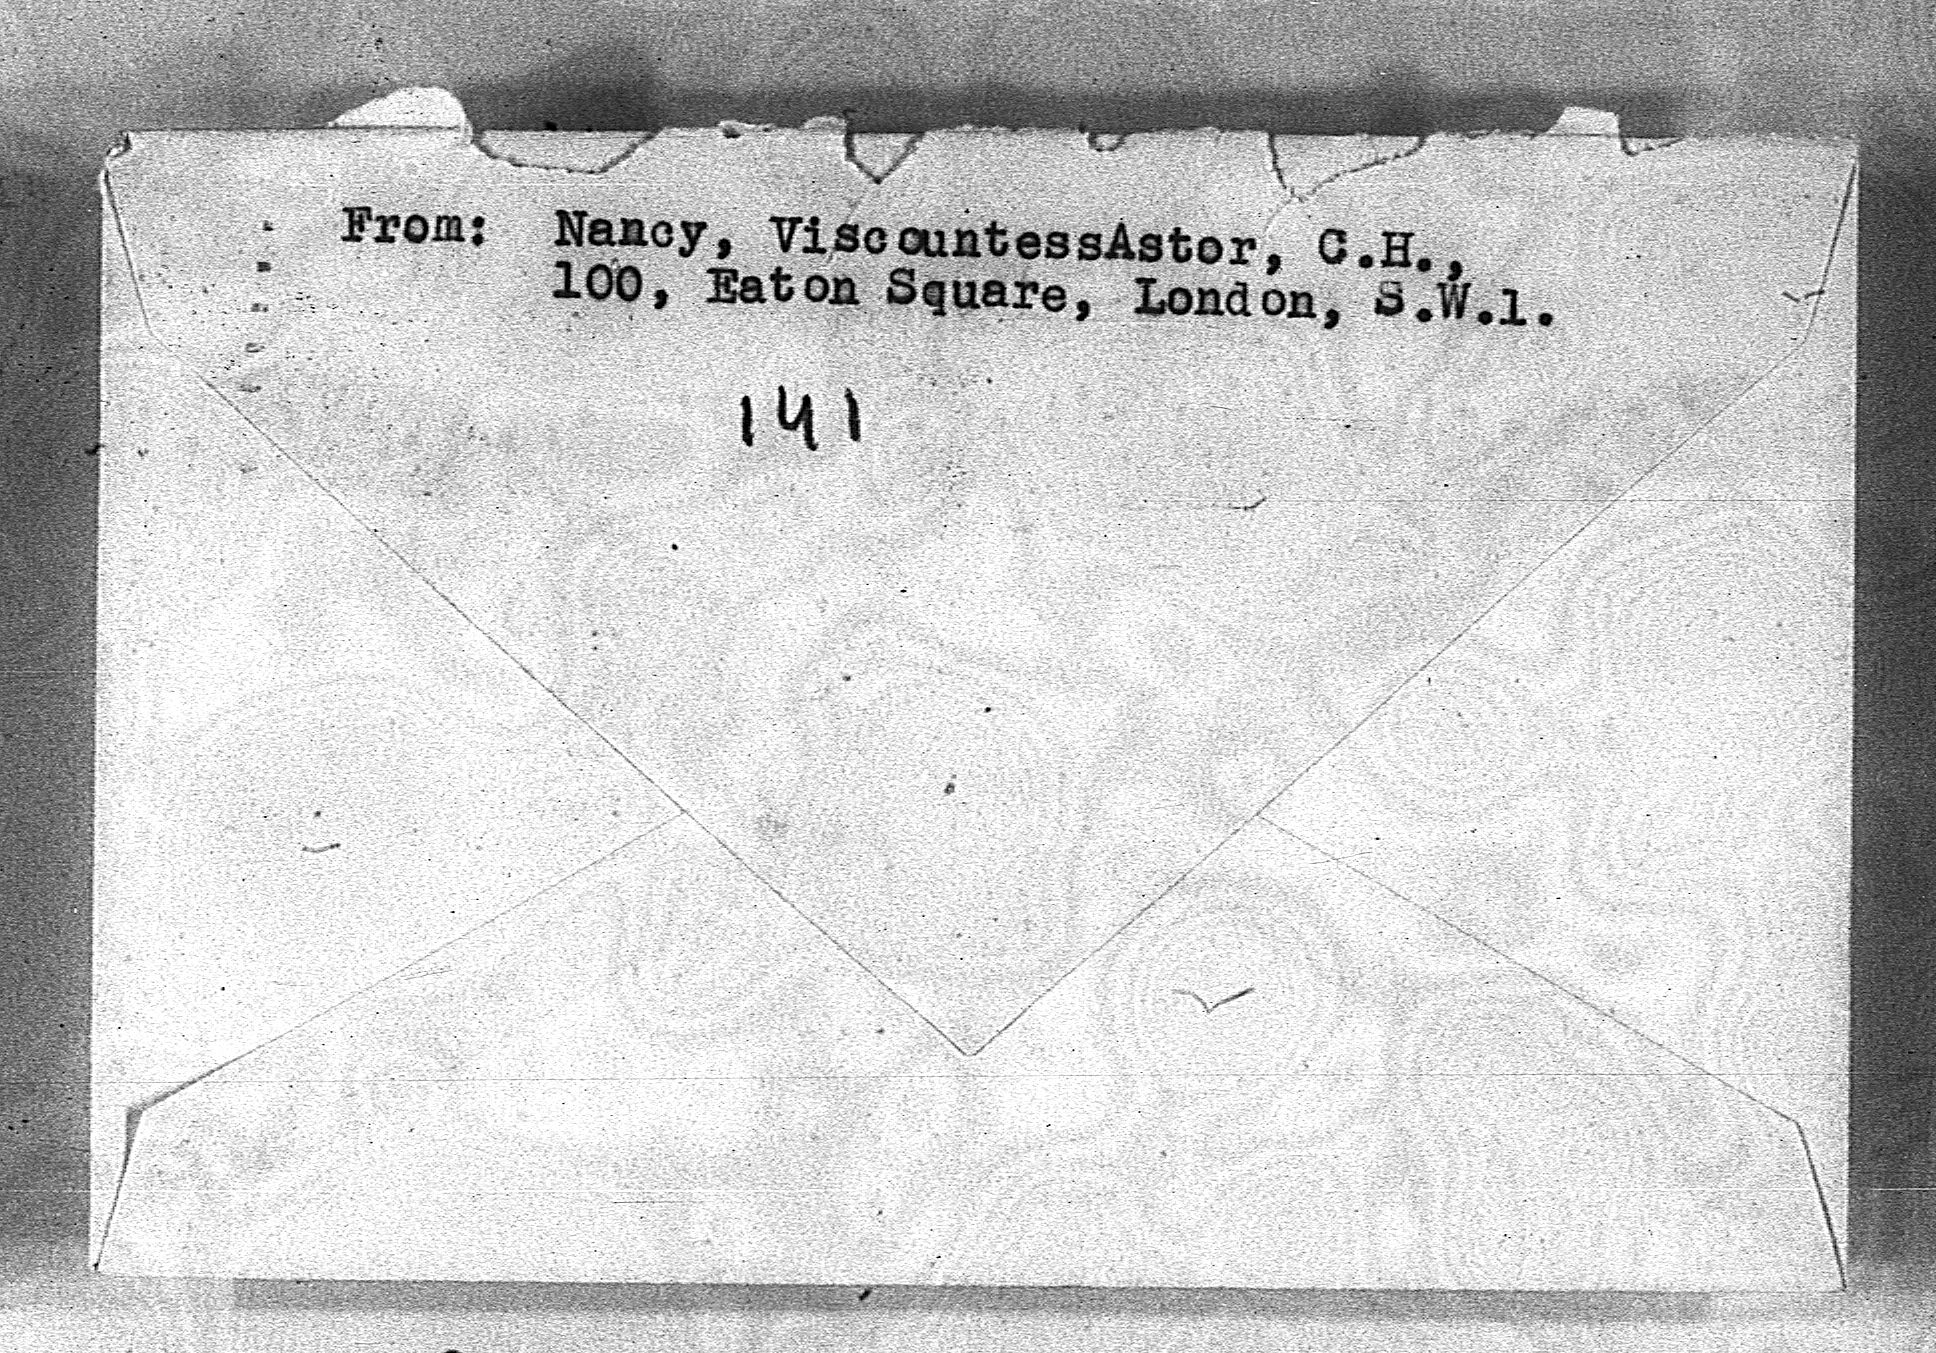 From: Nancy, ViscountessAstor, C.H.,
100, Eaton Square, London, S.W.1.
141